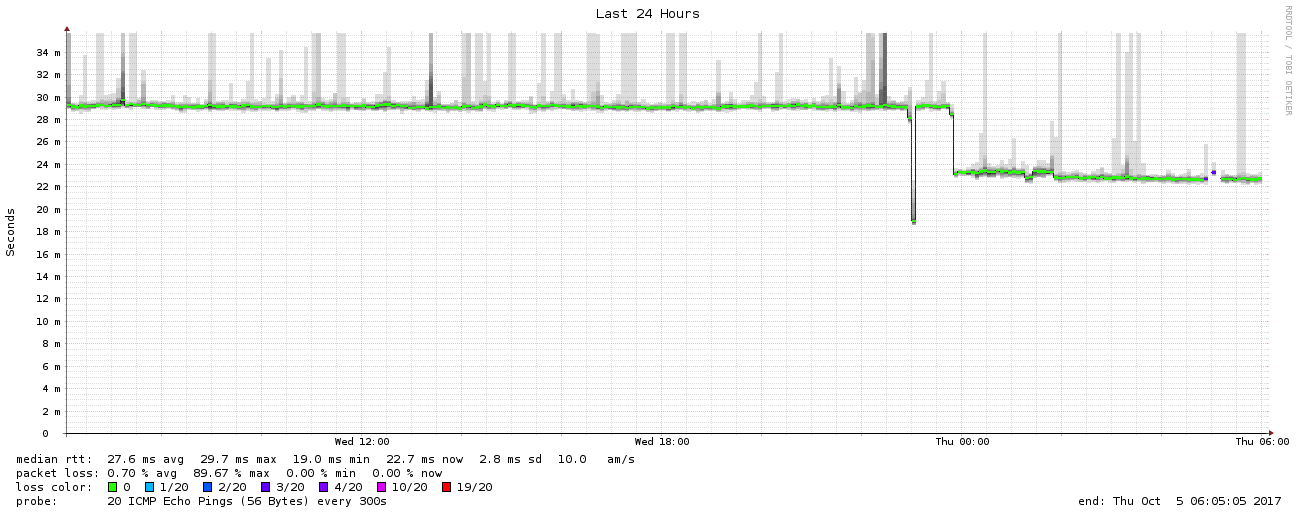 Last 24 Hours
RRDTOOL / TOBI OETIKER
Seconds
34 m
32 m
30 m
28 m
26 m
24 m
22 m
20 m
18 m
16 m
14 m
12 m
10 m
8 m
6 m
4 m
2 m
0
Wed 12:00 Wed 18:00 Thu 00:00 Thu 06:00
median rtt: 27.6 ms avg 29.7 ms max 19.0 ms min 22.7 ms now 2.8 ms sd 10.0 am/s
packet loss: 0.70 % avg 89.67 % max 0.00 % min 0.00 % now
loss color: 0 1/20 2/20 3/20 4/20 10/20 19/20
probe: 20 ICMP Echo Pings (56 Bytes) every 300s end: Thu Oct 5 06:05:05 2017